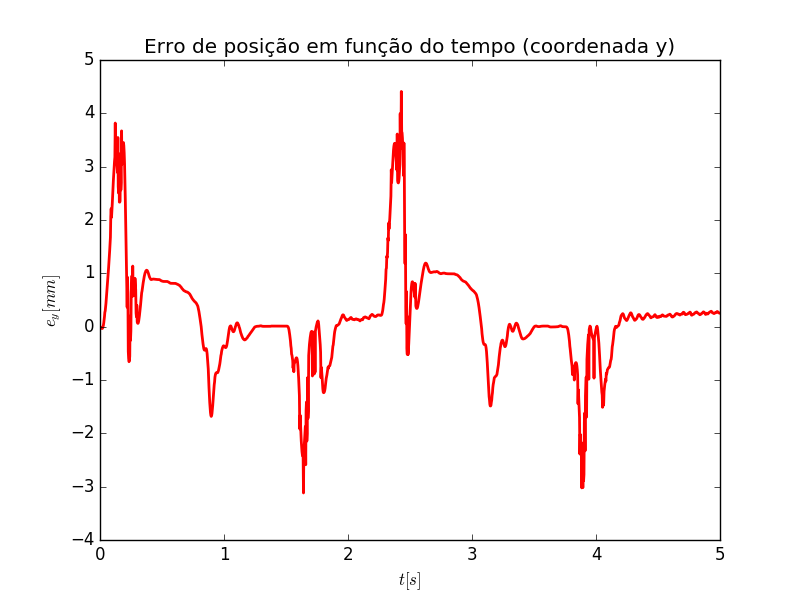 Erro de posição em função do tempo (coordenada y)
5
4
3
2
1
0
−1
−2
−3
−4
e_y[mm]
0 1 2 3 4 5
t[s]